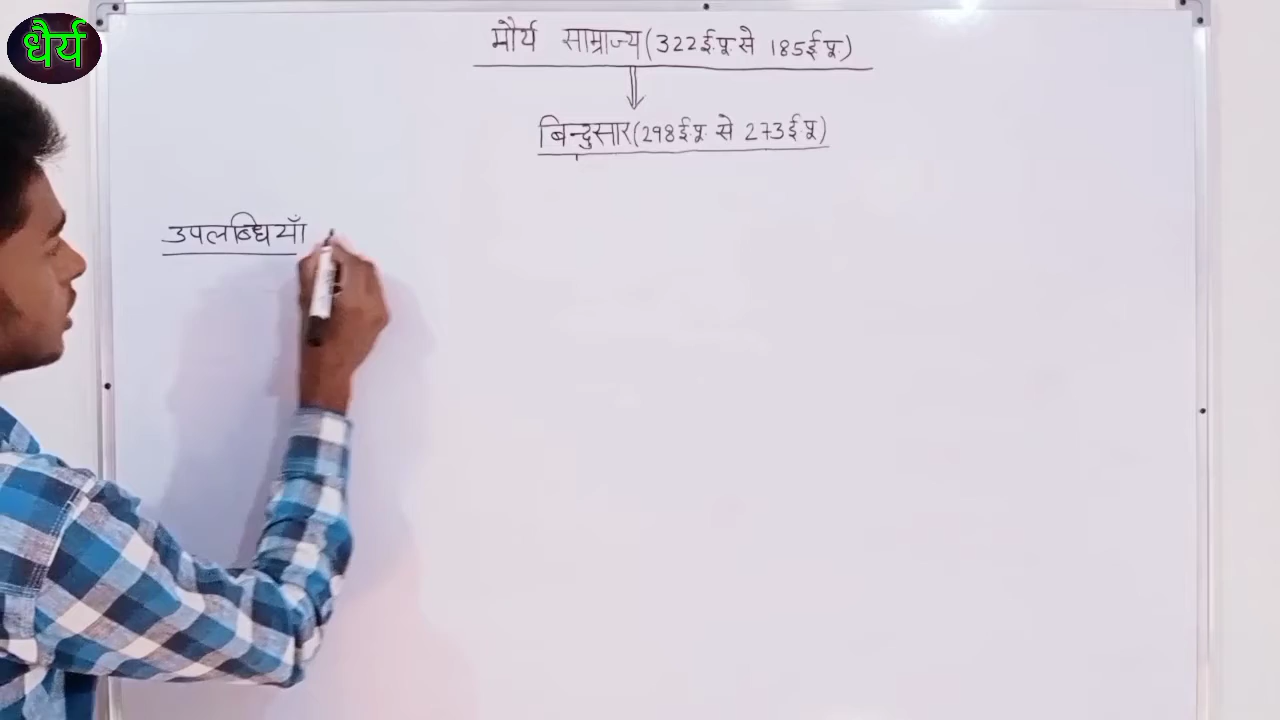 धैर्य
मौर्य साम्राज्य(322ई.पू.से 185ई.पू.)
बिन्दुसार(298ई.पू. से 273ई.पू.)
उपलब्धियाँ